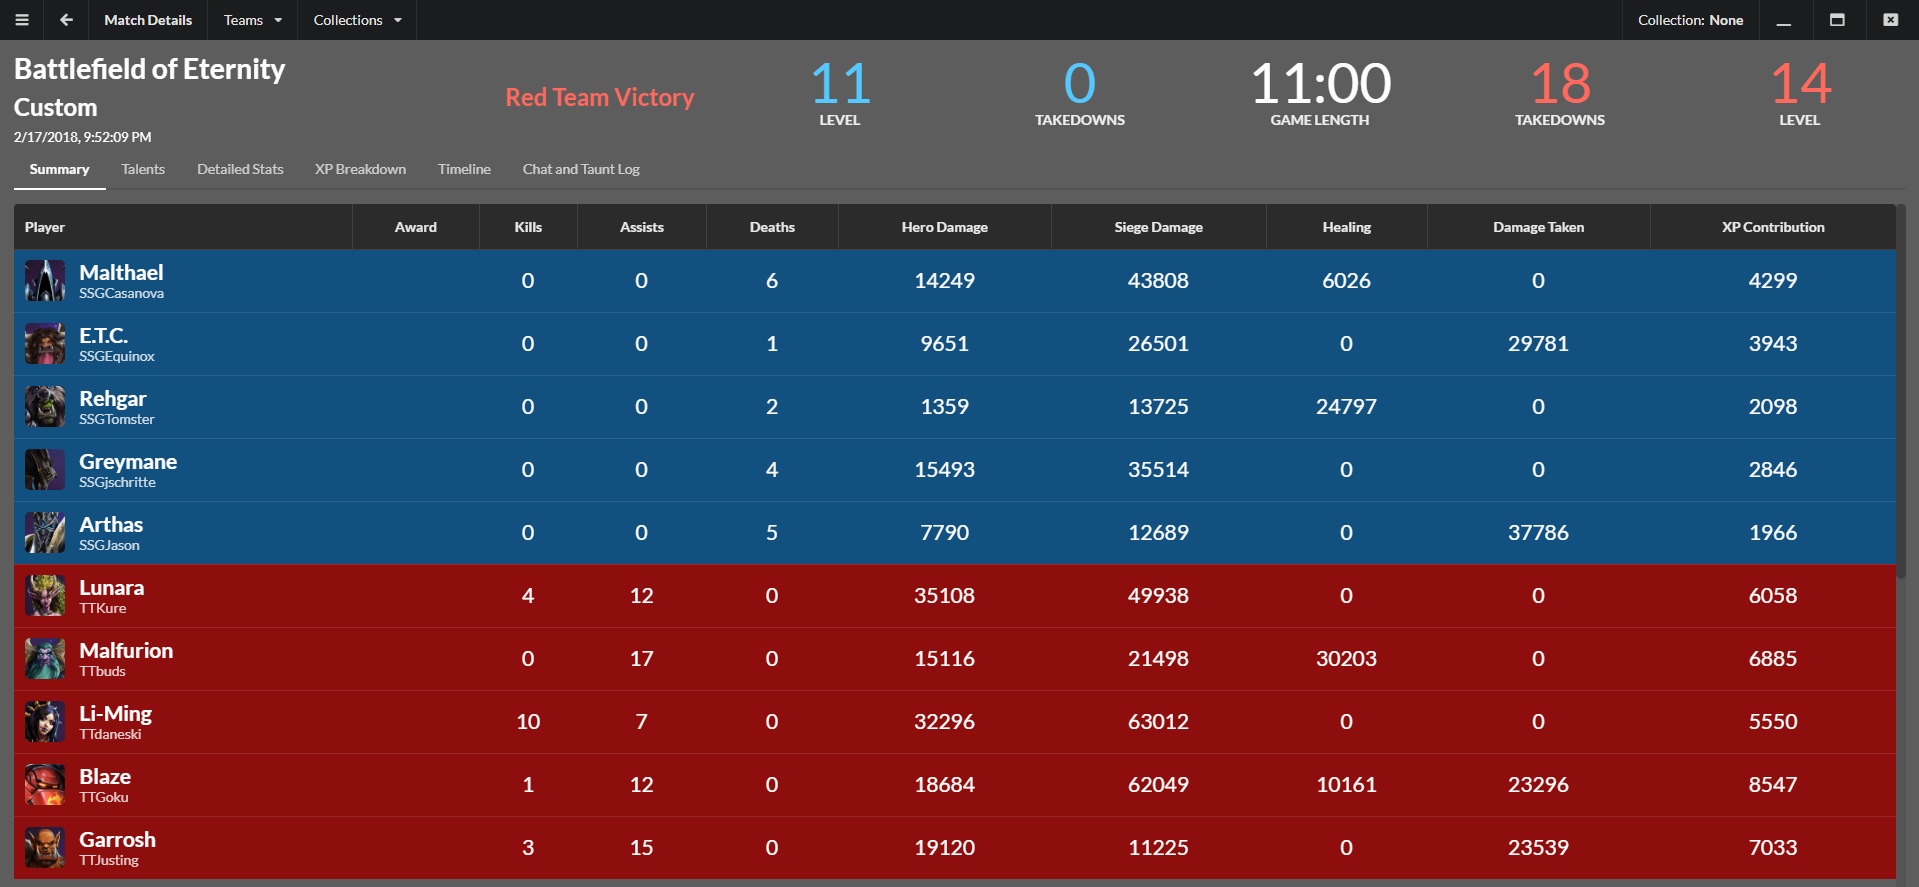 Match Details Teams Collections Collection: None
Battlefield of Eternity
Custom
2/17/2018, 9:52:09 PM
Red Team Victory
11
LEVEL
0
TAKEDOWNS
11:00
GAME LENGTH
18
TAKEDOWNS
14
LEVEL
Summary Talents Detailed Stats XP Breakdown Timeline Chat and Taunt Log
Player Award Kills Assists Deaths Hero Damage Siege Damage Healing Damage Taken XP Contribution
Malthael 0 0 6 14249 43808 6026 0 4299
SSGCasanova
E.T.C. 0 0 1 9651 26501 0 29781 3943
SSGEquinox
Rehgar 0 0 2 1359 13725 24797 0 2098
SSGTomster
Greymane 0 0 4 15493 35514 0 0 2846
SSGjschritte
Arthas 0 0 5 7790 12689 0 37786 1966
SSGJason
Lunara 4 12 0 35108 49938 0 0 6058
TTKure
Malfurion 0 17 0 15116 21498 30203 0 6885
TTbuds
Li-Ming 10 7 0 32296 63012 0 0 5550
TTdaneski
Blaze 1 12 0 18684 62049 10161 23296 8547
TTGoku
Garrosh 3 15 0 19120 11225 0 23539 7033
TTJusting